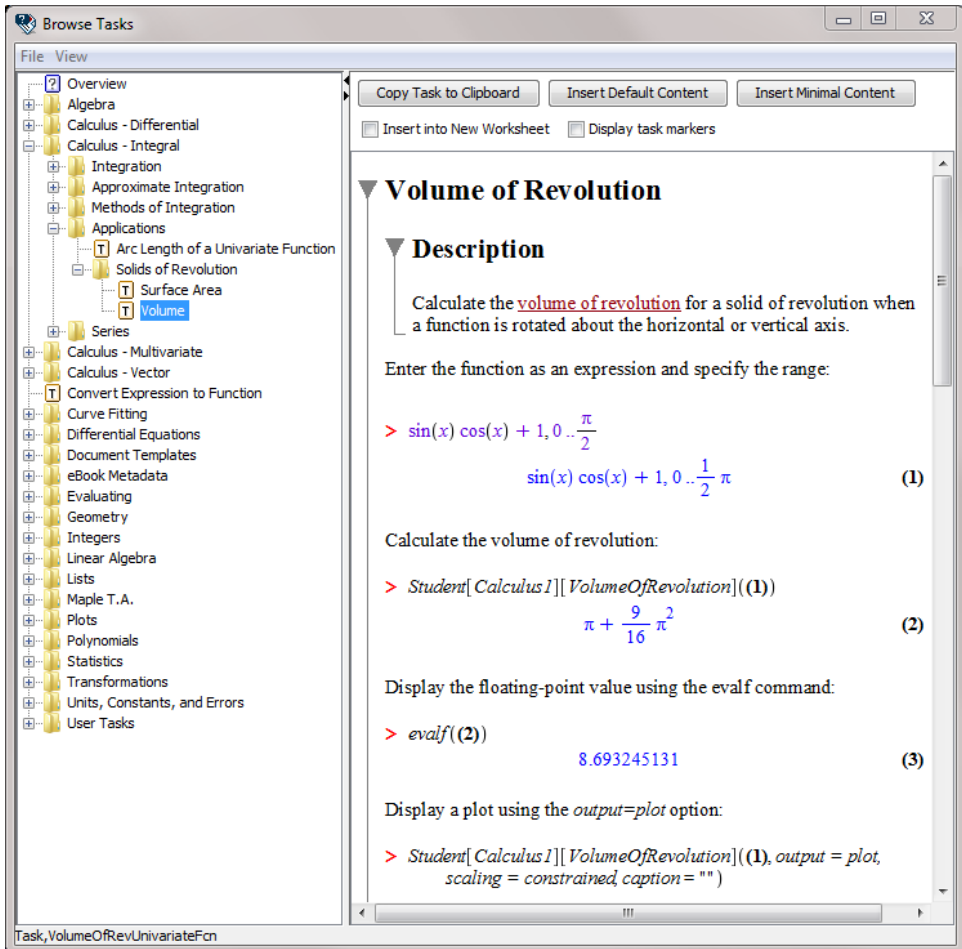 Browse Tasks
File View
Overview
Algebra
Calculus - Differential
Calculus - Integral
Integration
Approximate Integration
Methods of Integration
Applications
T Arc Length of a Univariate Function
Solids of Revolution
T Surface Area
T Volume
Series
Calculus - Multivariate
Calculus - Vector
T Convert Expression to Function
Curve Fitting
Differential Equations
Document Templates
eBook Metadata
Evaluating
Geometry
Integers
Linear Algebra
Lists
Maple T.A.
Plots
Polynomials
Statistics
Transformations
Units, Constants, and Errors
User Tasks
Copy Task to Clipboard Insert Default Content Insert Minimal Content
Insert into New Worksheet Display task markers
Volume of Revolution
Description
Calculate the volume of revolution for a solid of revolution when
a function is rotated about the horizontal or vertical axis.
Enter the function as an expression and specify the range:
> sin(x) cos(x) + 1, 0 .. π/2
sin(x) cos(x) + 1, 0 .. 1/2 π (1)
Calculate the volume of revolution:
> Student[Calculus1][VolumeOfRevolution]((1))
π + 9/16 π² (2)
Display the floating-point value using the evalf command:
> evalf((2))
8.693245131 (3)
Display a plot using the output=plot option:
> Student[Calculus1][VolumeOfRevolution]((1), output = plot,
scaling = constrained, caption = "")
Task,VolumeOfRevUnivariateFcn